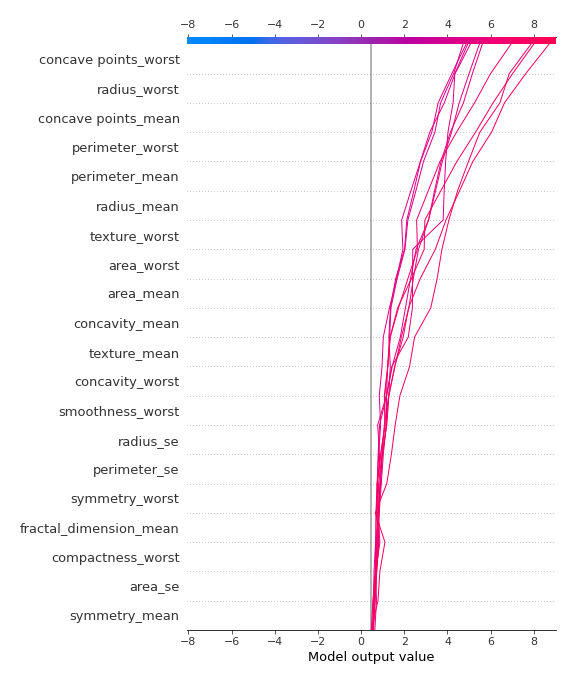 −8 −6 −4 −2 0 2 4 6 8
concave points_worst
radius_worst
concave points_mean
perimeter_worst
perimeter_mean
radius_mean
texture_worst
area_worst
area_mean
concavity_mean
texture_mean
concavity_worst
smoothness_worst
radius_se
perimeter_se
symmetry_worst
fractal_dimension_mean
compactness_worst
area_se
symmetry_mean
−8 −6 −4 −2 0 2 4 6 8
Model output value